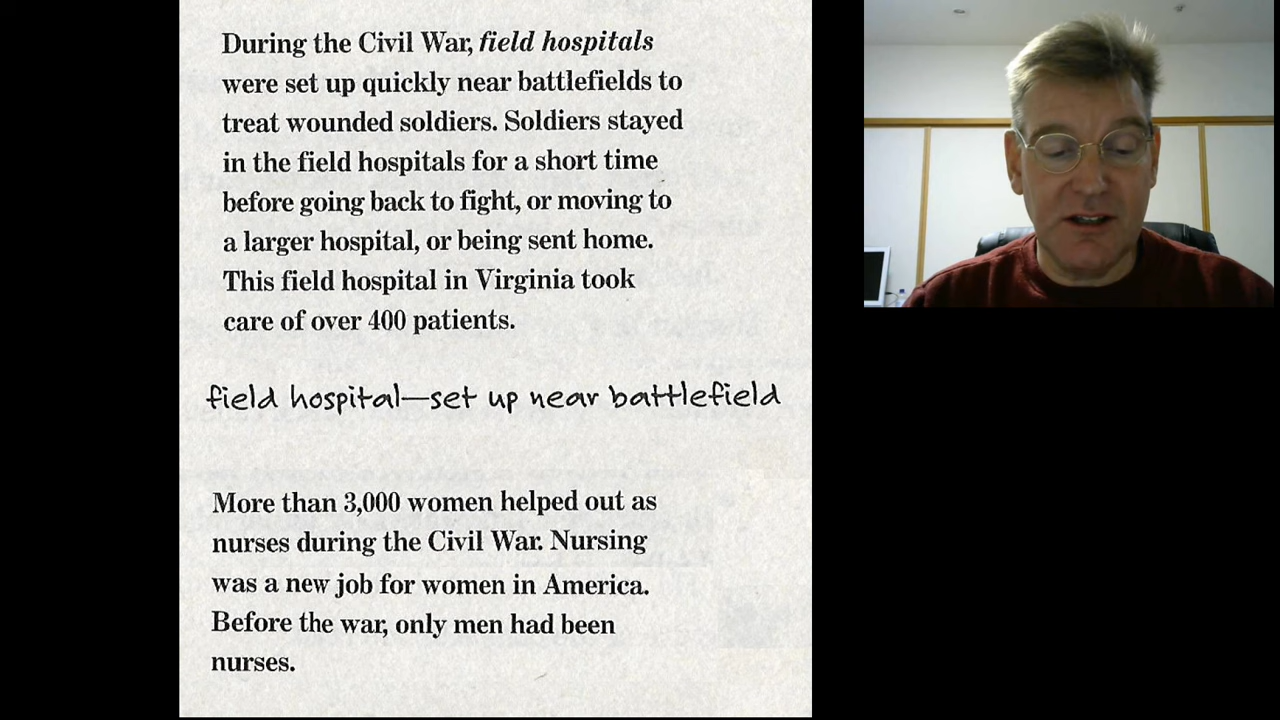 During the Civil War, field hospitals
were set up quickly near battlefields to
treat wounded soldiers. Soldiers stayed
in the field hospitals for a short time
before going back to fight, or moving to
a larger hospital, or being sent home.
This field hospital in Virginia took
care of over 400 patients.
field hospital—set up near battlefield
More than 3,000 women helped out as
nurses during the Civil War. Nursing
was a new job for women in America.
Before the war, only men had been
nurses.